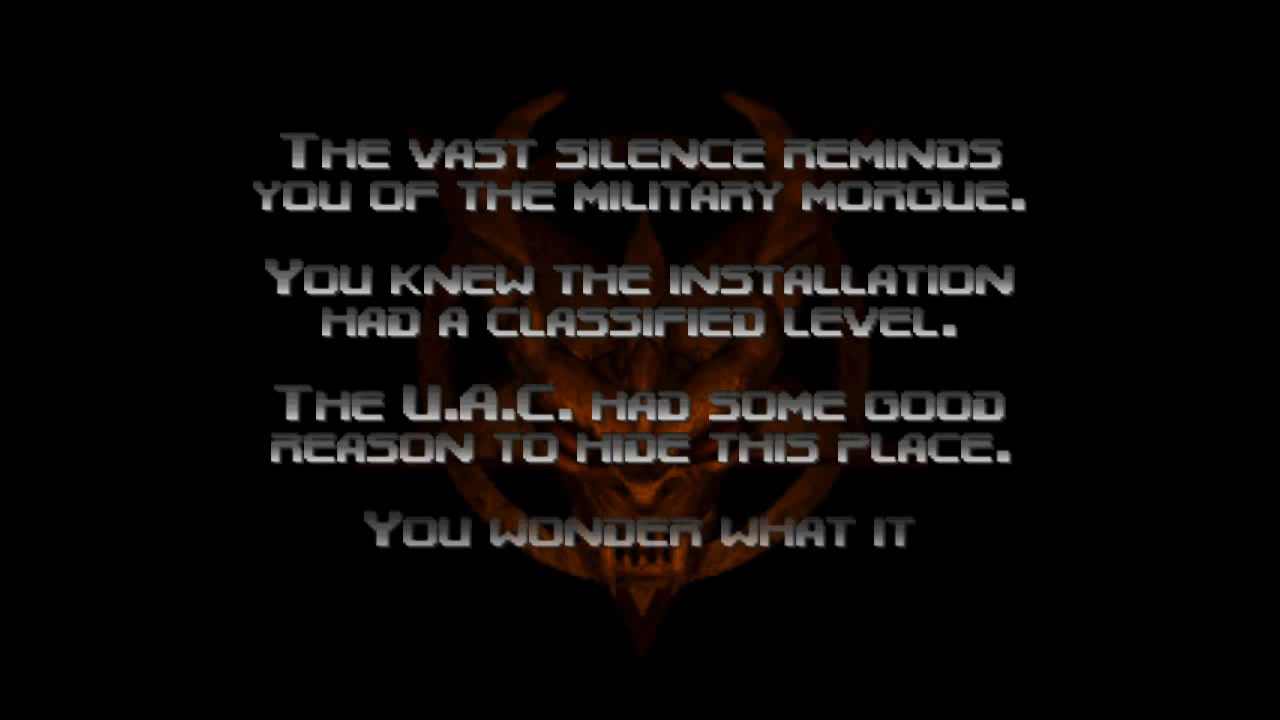 The vast silence reminds
you of the military morgue.
You knew the installation
had a classified level.
The U.A.C. had some good
reason to hide this place.
You wonder what it